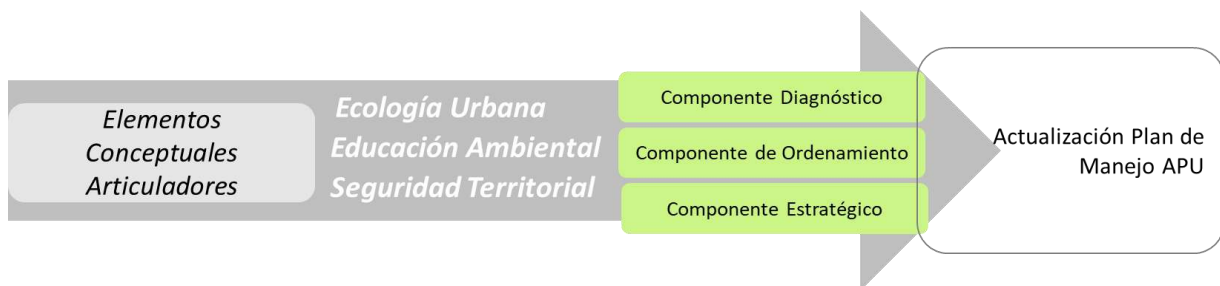 Elementos
Conceptuales
Articuladores
Ecología Urbana
Educación Ambiental
Seguridad Territorial
Componente Diagnóstico
Componente de Ordenamiento
Componente Estratégico
Actualización Plan de
Manejo APU